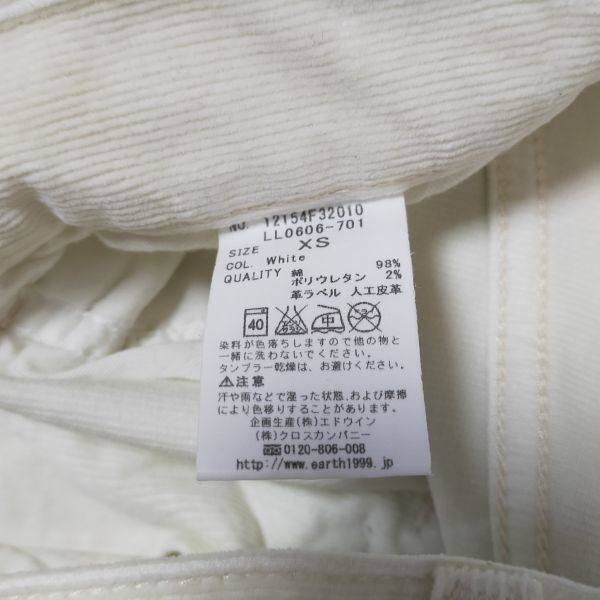 NO. 12154F32010
LL0606-701
SIZE XS
COL. White
QUALITY 綿 98%
ポリウレタン 2%
革ラベル 人工皮革
40 中
染料が色落ちしますので他の物と
一緒に洗わないでください。
タンブラー乾燥は、お避けください。
⚠注意
汗や雨などで湿った状態、および摩擦
により色移りすることがあります。
企画生産(株)エドウイン
(株)クロスカンパニー
0120-806-008
http://www.earth1999.jp